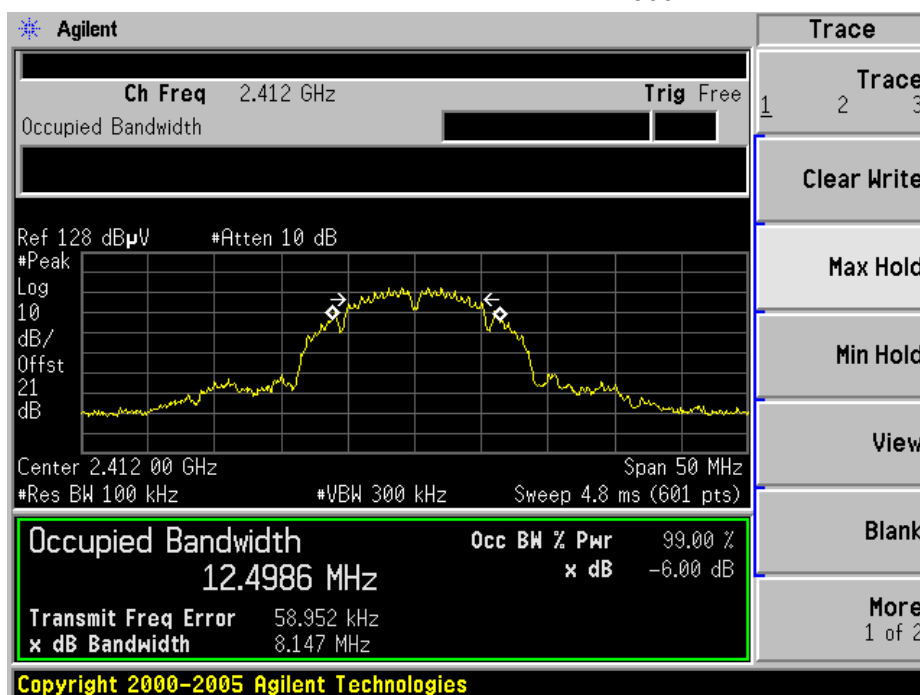 Agilent
Trace
Ch Freq 2.412 GHz Trig Free
Occupied Bandwidth
Trace
1 2 3
Clear Write
Ref 128 dBµV #Atten 10 dB
#Peak
Log
10
dB/
Offst
21
dB
Max Hold
Min Hold
View
Center 2.412 00 GHz Span 50 MHz
#Res BW 100 kHz #VBW 300 kHz Sweep 4.8 ms (601 pts)
Occupied Bandwidth Occ BW % Pwr 99.00 %
12.4986 MHz x dB -6.00 dB
Transmit Freq Error 58.952 kHz
x dB Bandwidth 8.147 MHz
Blank
More
1 of 2
Copyright 2000-2005 Agilent Technologies